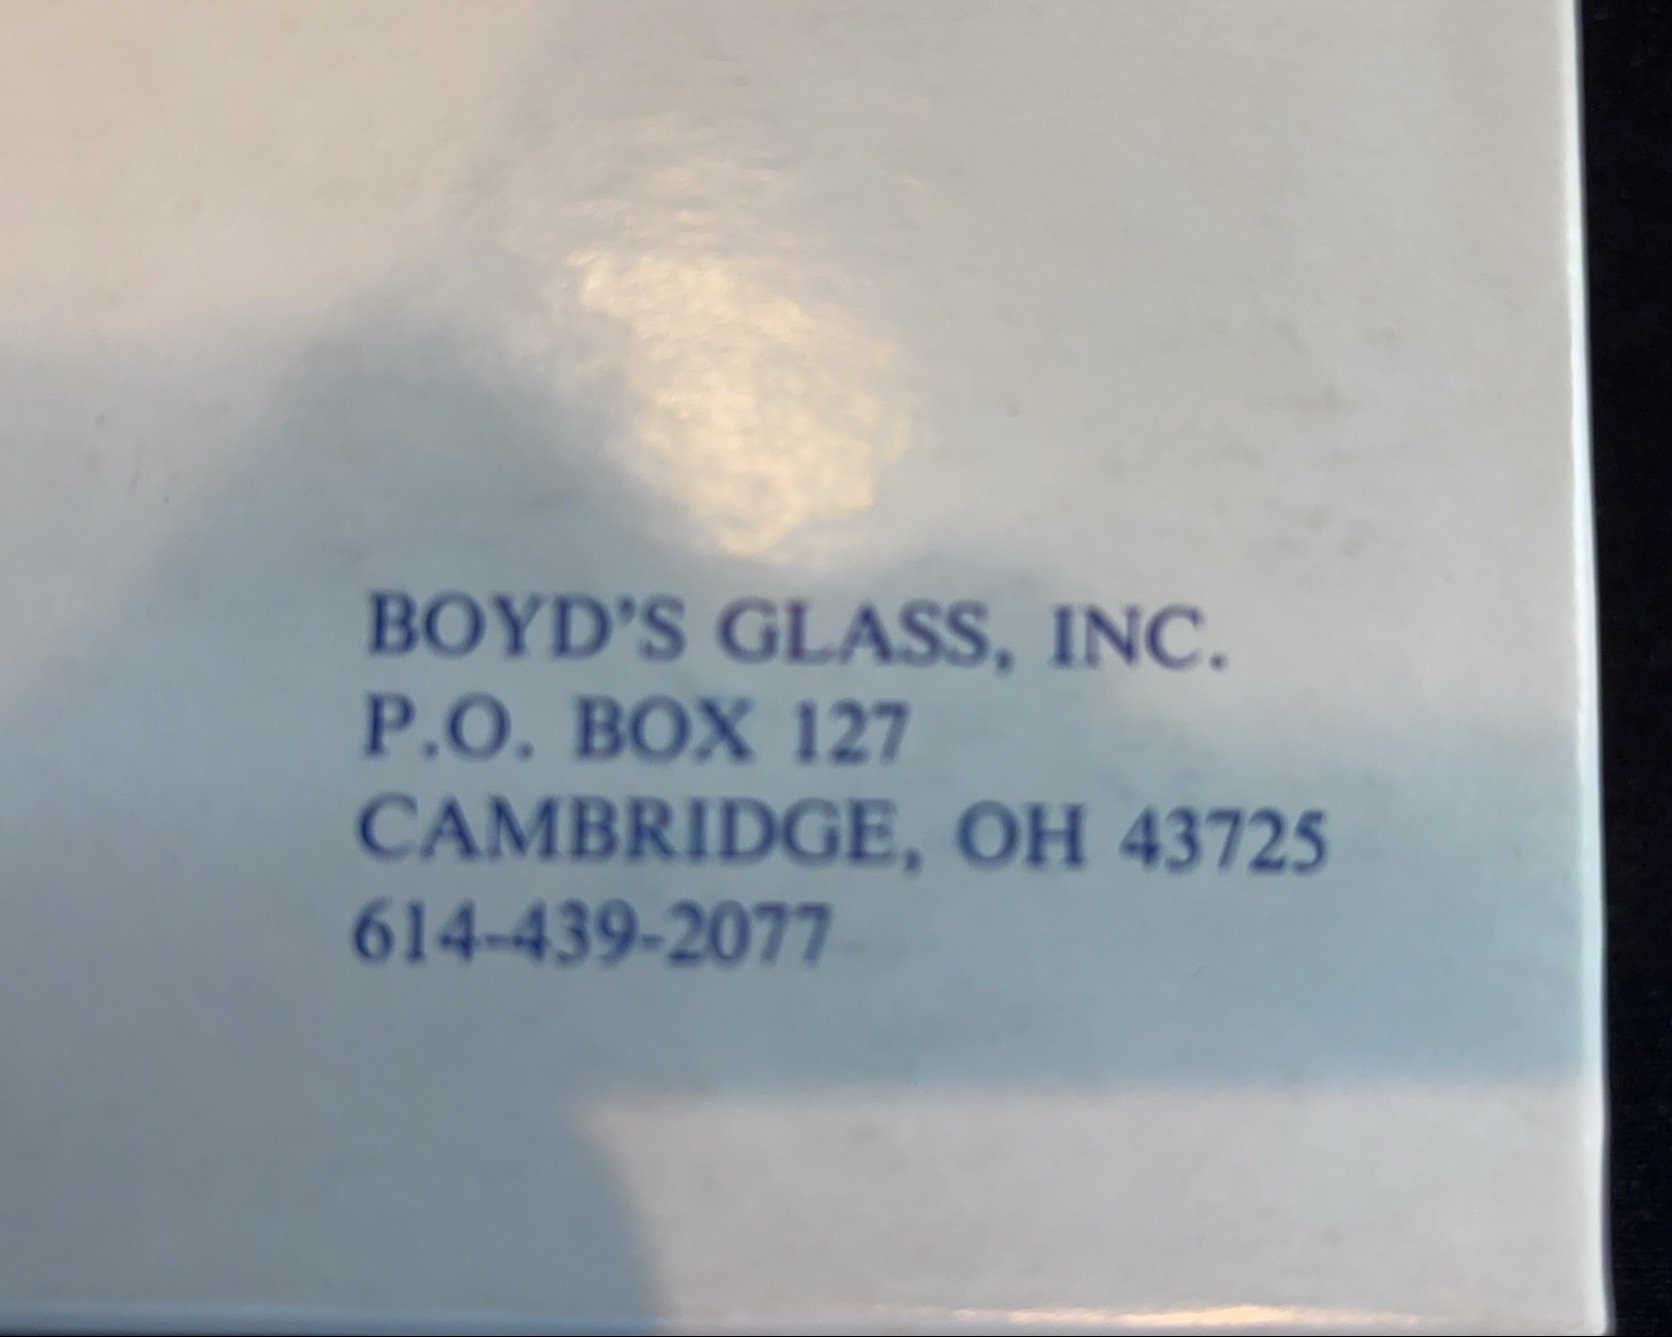 BOYD'S GLASS, INC.
P.O. BOX 127
CAMBRIDGE, OH 43725
614-439-2077